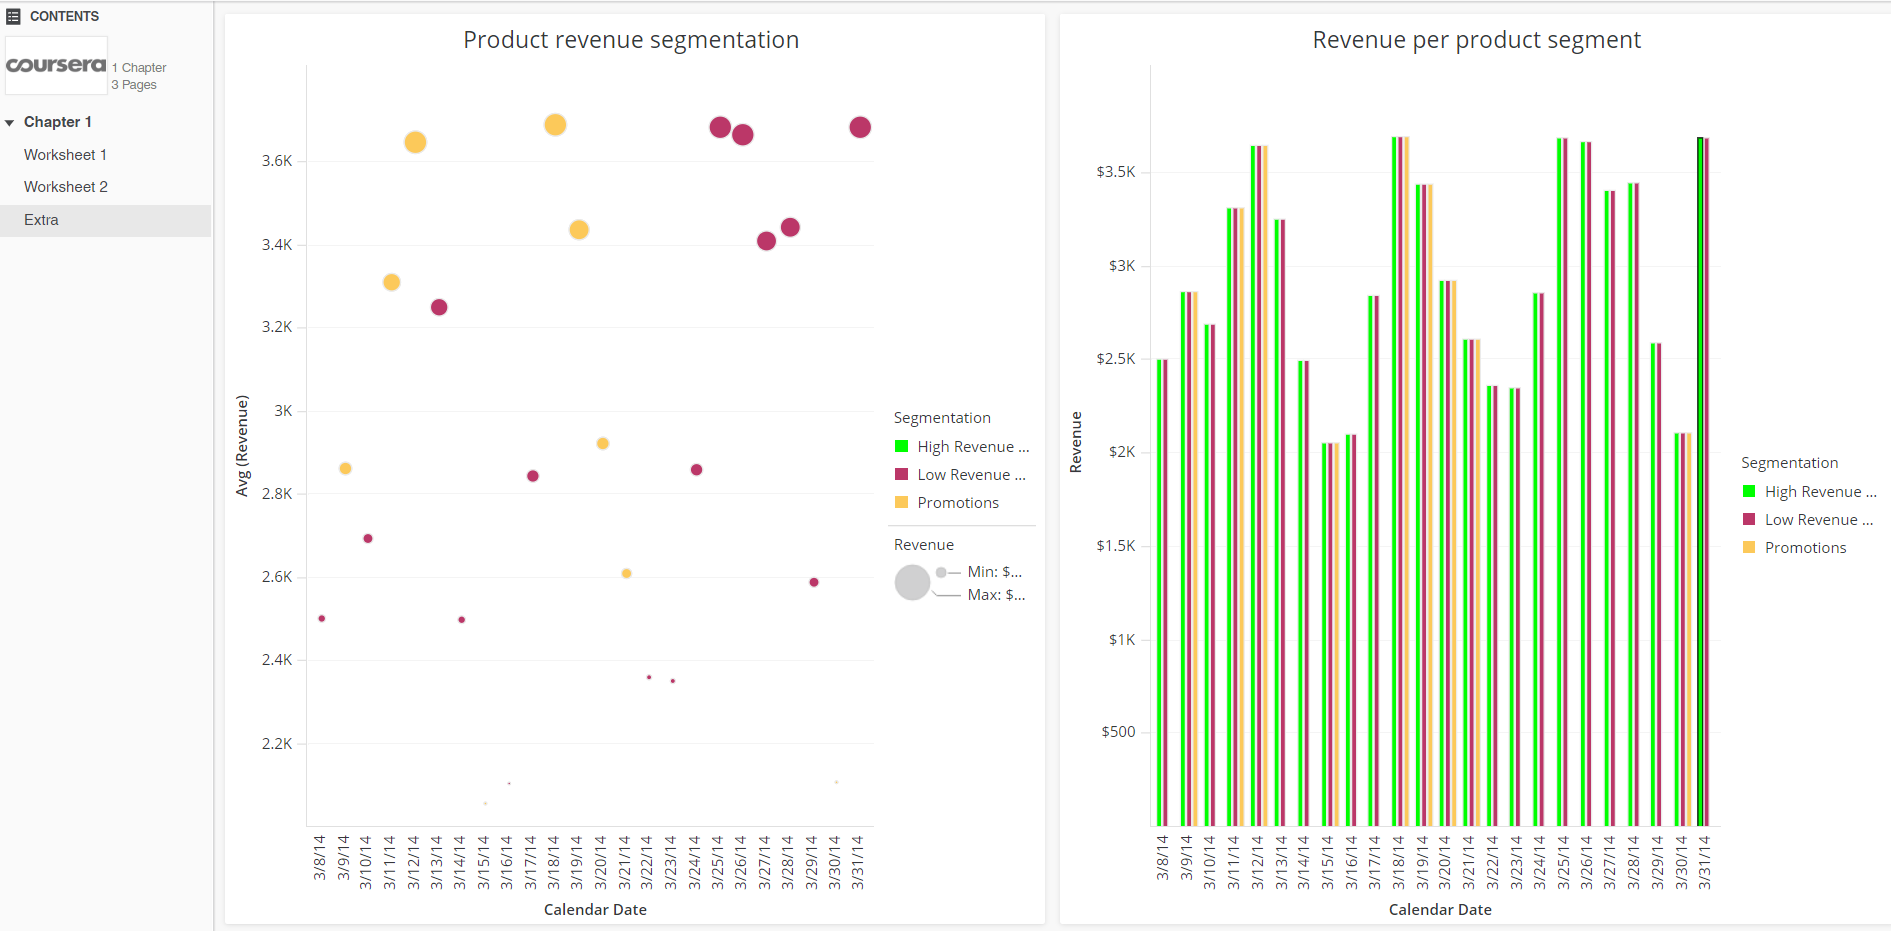 CONTENTS
coursera
1 Chapter
3 Pages
Chapter 1
Worksheet 1
Worksheet 2
Extra
Product revenue segmentation
Avg (Revenue)
3.6K
3.4K
3.2K
3K
2.8K
2.6K
2.4K
2.2K
3/8/14
3/9/14
3/10/14
3/11/14
3/12/14
3/13/14
3/14/14
3/15/14
3/16/14
3/17/14
3/18/14
3/19/14
3/20/14
3/21/14
3/22/14
3/23/14
3/24/14
3/25/14
3/26/14
3/27/14
3/28/14
3/29/14
3/30/14
3/31/14
Calendar Date
Segmentation
High Revenue ...
Low Revenue ...
Promotions
Revenue
Min: $...
Max: $...
Revenue per product segment
Revenue
$3.5K
$3K
$2.5K
$2K
$1.5K
$1K
$500
3/8/14
3/9/14
3/10/14
3/11/14
3/12/14
3/13/14
3/14/14
3/15/14
3/16/14
3/17/14
3/18/14
3/19/14
3/20/14
3/21/14
3/22/14
3/23/14
3/24/14
3/25/14
3/26/14
3/27/14
3/28/14
3/29/14
3/30/14
3/31/14
Calendar Date
Segmentation
High Revenue ...
Low Revenue ...
Promotions